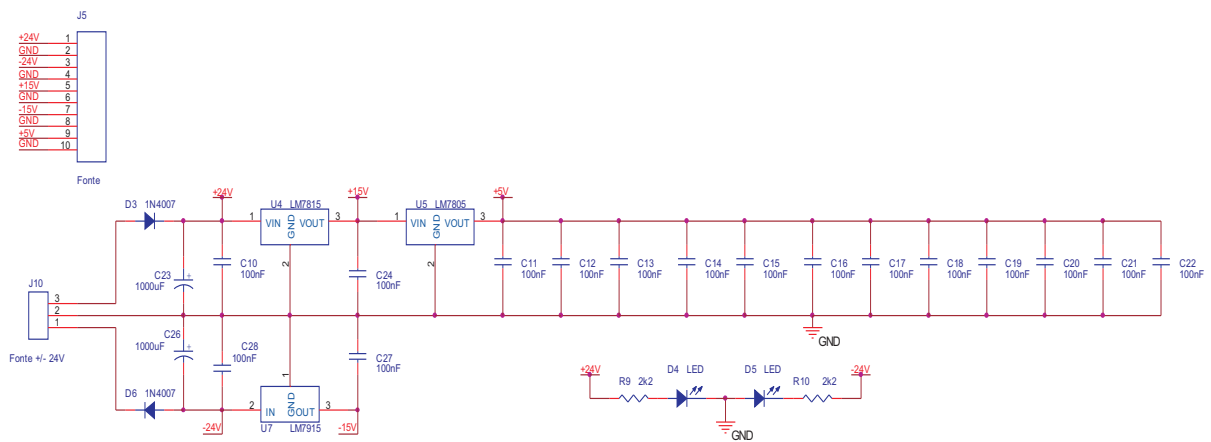 J5
+24V 1
GND 2
-24V 3
GND 4
+15V 5
GND 6
-15V 7
GND 8
+5V 9
GND 10
Fonte
+24V +15V +5V
D3 1N4007
U4 LM7815
U5 LM7805
1 VIN GND VOUT 3
2
1 VIN GND VOUT 3
2
C23
1000uF
+
C10
100nF
C24
100nF
C11
100nF
C12
100nF
C13
100nF
C14
100nF
C15
100nF
C16
100nF
C17
100nF
C18
100nF
C19
100nF
C20
100nF
C21
100nF
C22
100nF
J10
3
2
1
Fonte +/- 24V
C26
1000uF
+
C28
100nF
C27
100nF
GND
D6 1N4007
1
2 IN GND OUT 3
U7 LM7915
-24V
-15V
+24V
R9 2k2
D4 LED
D5 LED
R10 2k2
-24V
GND